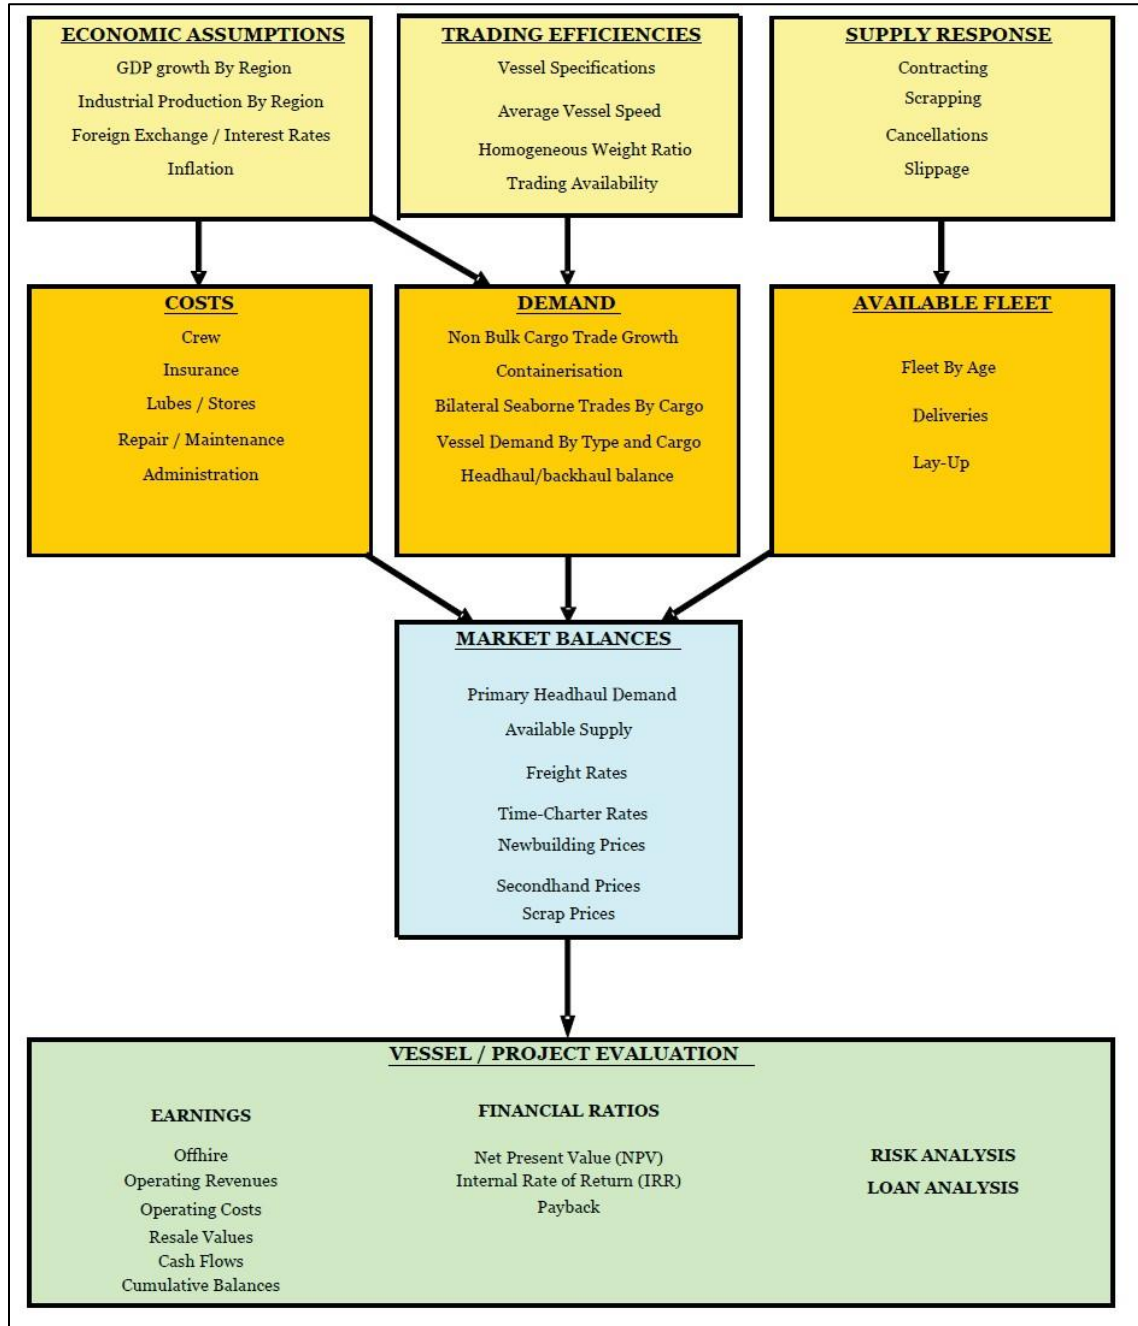 ECONOMIC ASSUMPTIONS
GDP growth By Region
Industrial Production By Region
Foreign Exchange / Interest Rates
Inflation
TRADING EFFICIENCIES
Vessel Specifications
Average Vessel Speed
Homogeneous Weight Ratio
Trading Availability
SUPPLY RESPONSE
Contracting
Scrapping
Cancellations
Slippage
COSTS
Crew
Insurance
Lubes / Stores
Repair / Maintenance
Administration
DEMAND
Non Bulk Cargo Trade Growth
Containerisation
Bilateral Seaborne Trades By Cargo
Vessel Demand By Type and Cargo
Headhaul/backhaul balance
AVAILABLE FLEET
Fleet By Age
Deliveries
Lay-Up
MARKET BALANCES
Primary Headhaul Demand
Available Supply
Freight Rates
Time-Charter Rates
Newbuilding Prices
Secondhand Prices
Scrap Prices
VESSEL / PROJECT EVALUATION
EARNINGS
Offhire
Operating Revenues
Operating Costs
Resale Values
Cash Flows
Cumulative Balances
FINANCIAL RATIOS
Net Present Value (NPV)
Internal Rate of Return (IRR)
Payback
RISK ANALYSIS
LOAN ANALYSIS